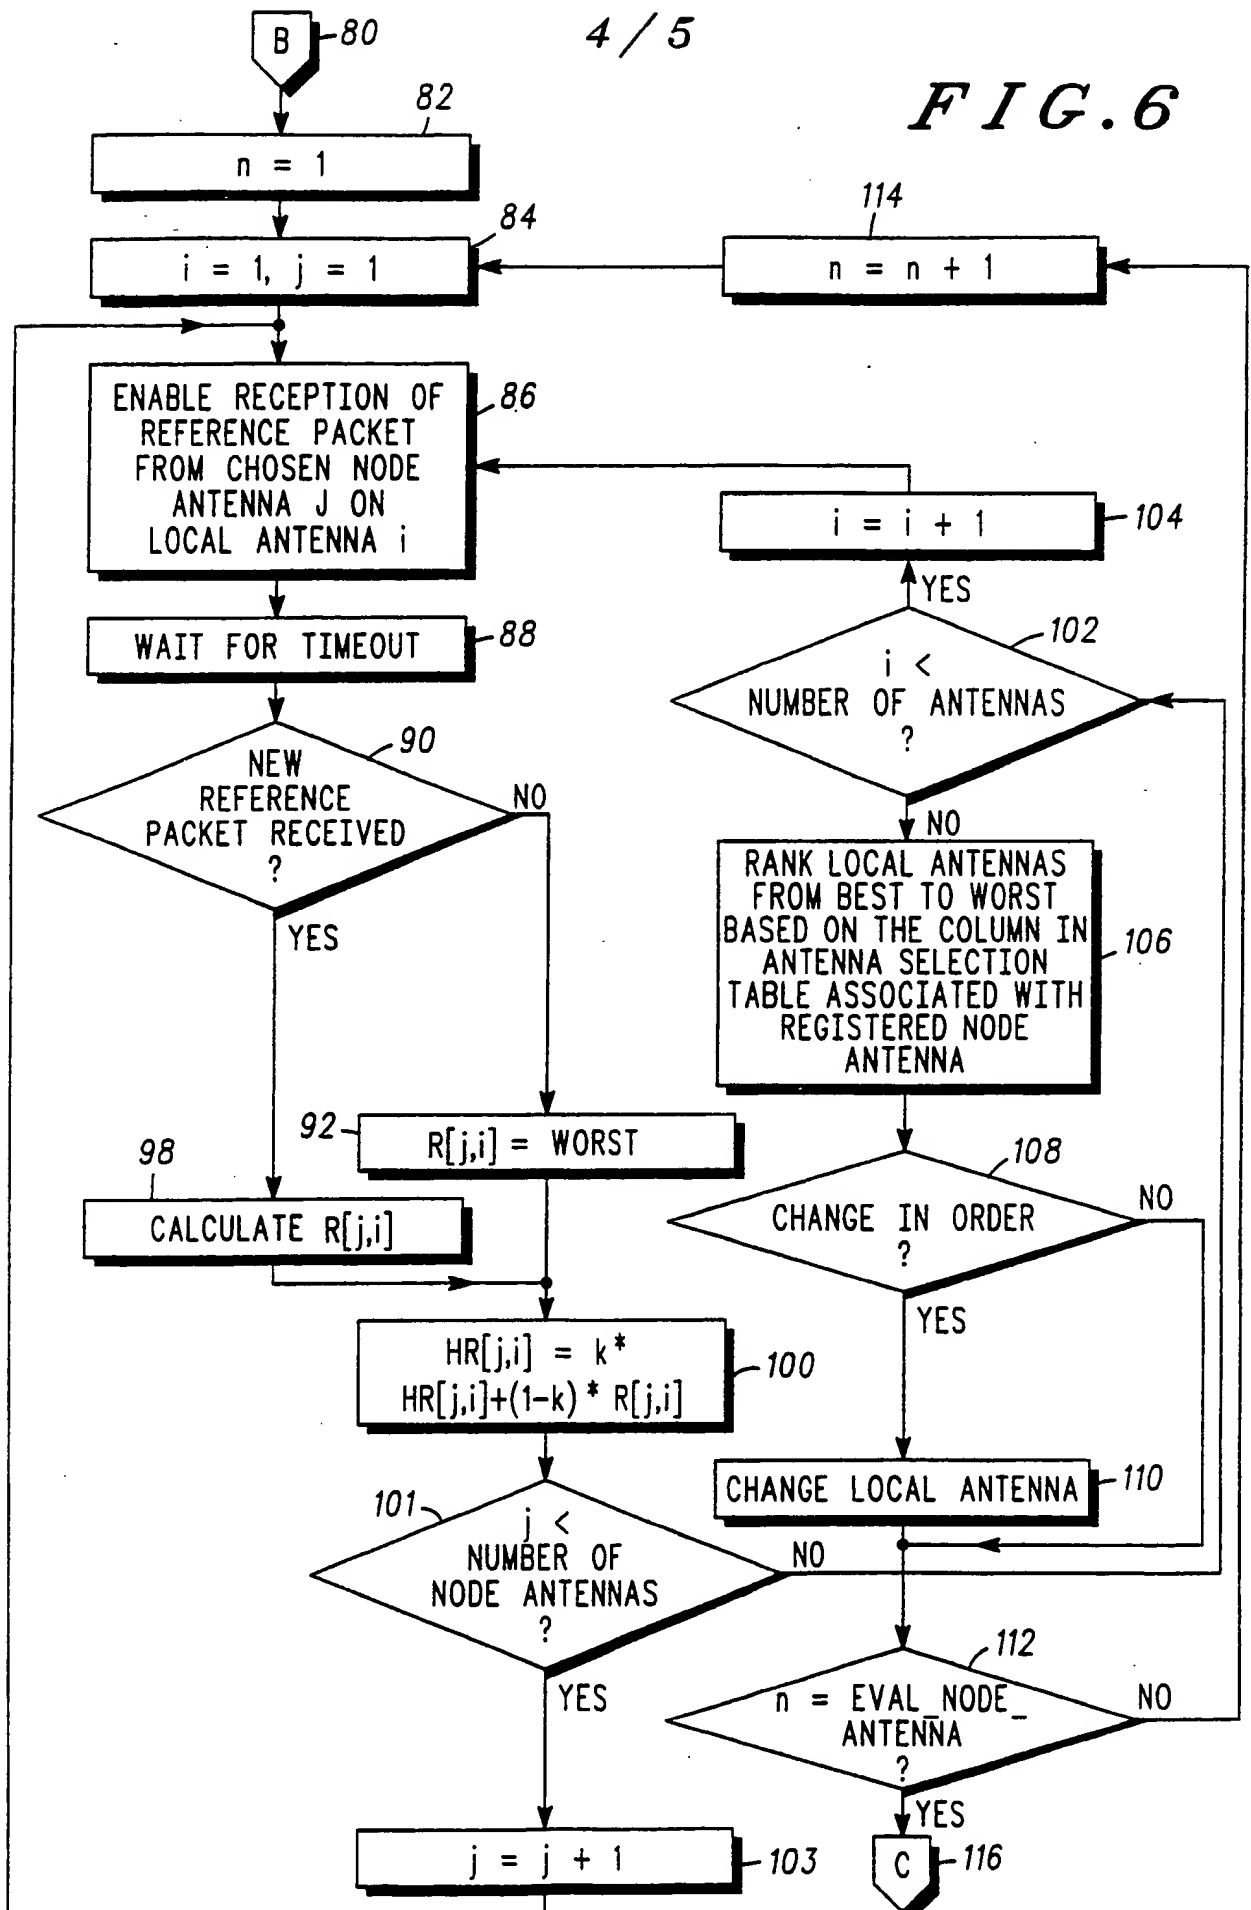 4/5
FIG. 6
B
80
82
n = 1
84
i = 1, j = 1
114
n = n + 1
ENABLE RECEPTION OF
REFERENCE PACKET
FROM CHOSEN NODE
ANTENNA J ON
LOCAL ANTENNA i
86
i = i + 1
104
YES
WAIT FOR TIMEOUT
88
102
i <
NUMBER OF ANTENNAS
?
NO
90
NEW
REFERENCE
PACKET RECEIVED
?
NO
YES
RANK LOCAL ANTENNAS
FROM BEST TO WORST
BASED ON THE COLUMN IN
ANTENNA SELECTION
TABLE ASSOCIATED WITH
REGISTERED NODE
ANTENNA
106
92
R[j,i] = WORST
98
CALCULATE R[j,i]
108
CHANGE IN ORDER
?
NO
YES
HR[j,i] = k*
HR[j,i]+(1-k)* R[j,i]
100
CHANGE LOCAL ANTENNA
110
101
j <
NUMBER OF
NODE ANTENNAS
?
NO
YES
112
n = EVAL_NODE_
ANTENNA
?
NO
YES
j = j + 1
103
C
116